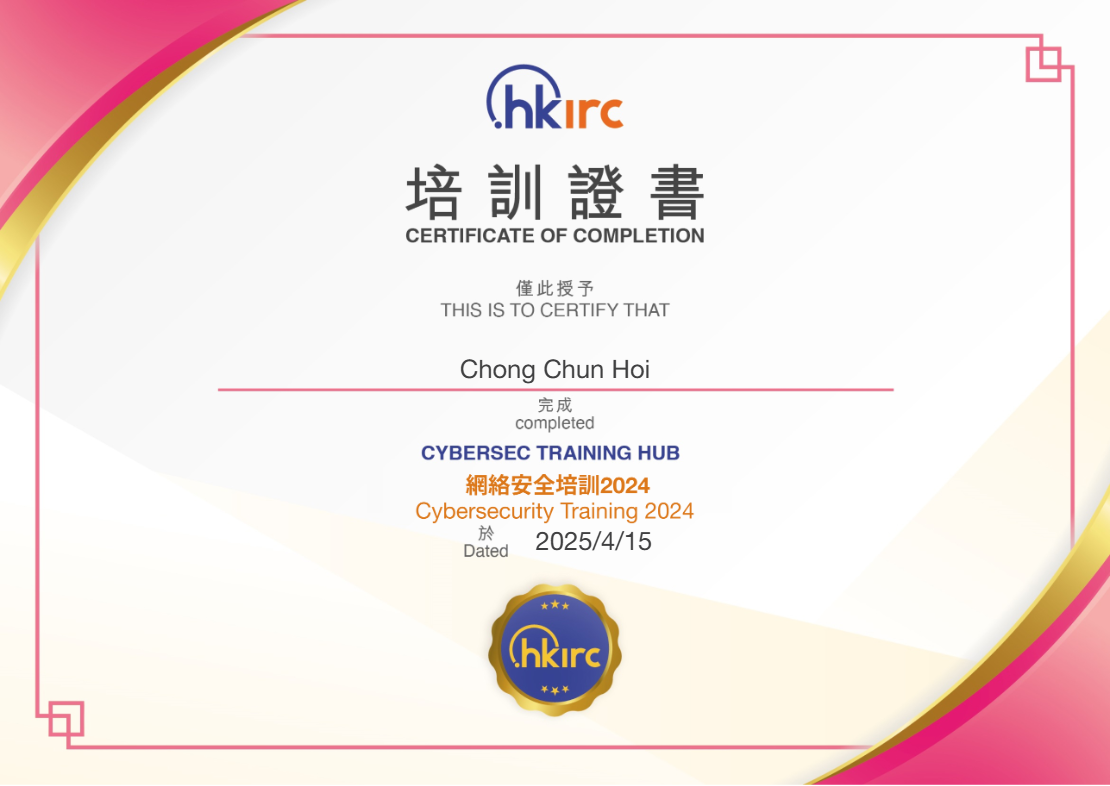 .hkirc
培訓證書
CERTIFICATE OF COMPLETION
僅此授予
THIS IS TO CERTIFY THAT
Chong Chun Hoi
完成
completed
CYBERSEC TRAINING HUB
網絡安全培訓2024
Cybersecurity Training 2024
於
Dated 2025/4/15
.hkirc